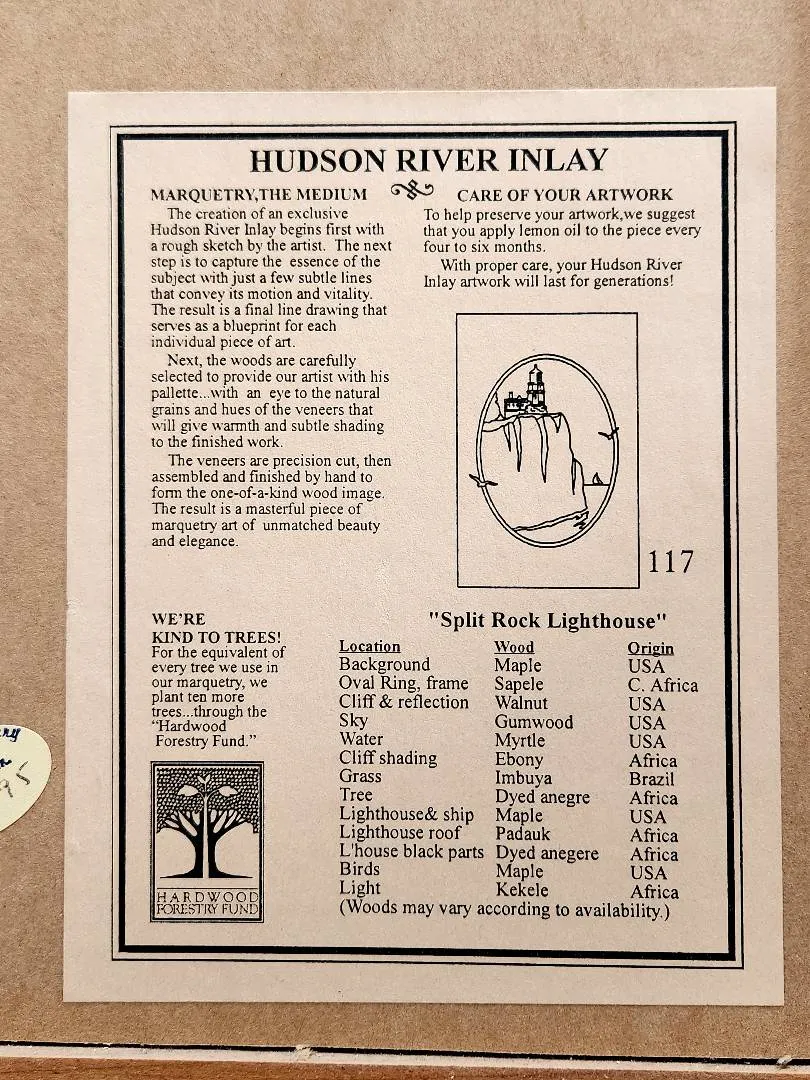 HUDSON RIVER INLAY
MARQUETRY,THE MEDIUM
The creation of an exclusive
Hudson River Inlay begins first with
a rough sketch by the artist. The next
step is to capture the essence of the
subject with just a few subtle lines
that convey its motion and vitality.
The result is a final line drawing that
serves as a blueprint for each
individual piece of art.
Next, the woods are carefully
selected to provide our artist with his
pallette...with an eye to the natural
grains and hues of the veneers that
will give warmth and subtle shading
to the finished work.
The veneers are precision cut, then
assembled and finished by hand to
form the one-of-a-kind wood image.
The result is a masterful piece of
marquetry art of unmatched beauty
and elegance.
CARE OF YOUR ARTWORK
To help preserve your artwork,we suggest
that you apply lemon oil to the piece every
four to six months.
With proper care, your Hudson River
Inlay artwork will last for generations!
117
WE'RE
KIND TO TREES!
For the equivalent of
every tree we use in
our marquetry, we
plant ten more
trees...through the
"Hardwood
Forestry Fund."
HARDWOOD
FORESTRY FUND
"Split Rock Lighthouse"
Location Wood Origin
Background Maple USA
Oval Ring, frame Sapele C. Africa
Cliff & reflection Walnut USA
Sky Gumwood USA
Water Myrtle USA
Cliff shading Ebony Africa
Grass Imbuya Brazil
Tree Dyed anegre Africa
Lighthouse& ship Maple USA
Lighthouse roof Padauk Africa
L'house black parts Dyed anegere Africa
Birds Maple USA
Light Kekele Africa
(Woods may vary according to availability.)
95